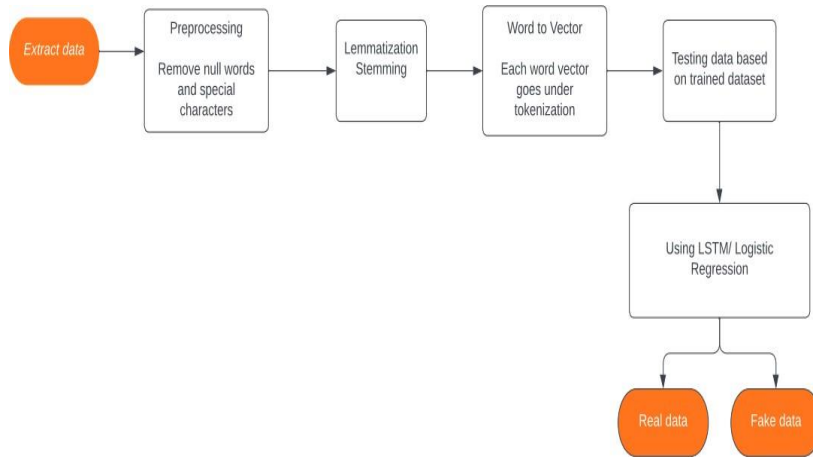 Extract data
Preprocessing
Remove null words
and special
characters
Lemmatization
Stemming
Word to Vector
Each word vector
goes under
tokenization
Testing data based
on trained dataset
Using LSTM/ Logistic
Regression
Real data
Fake data